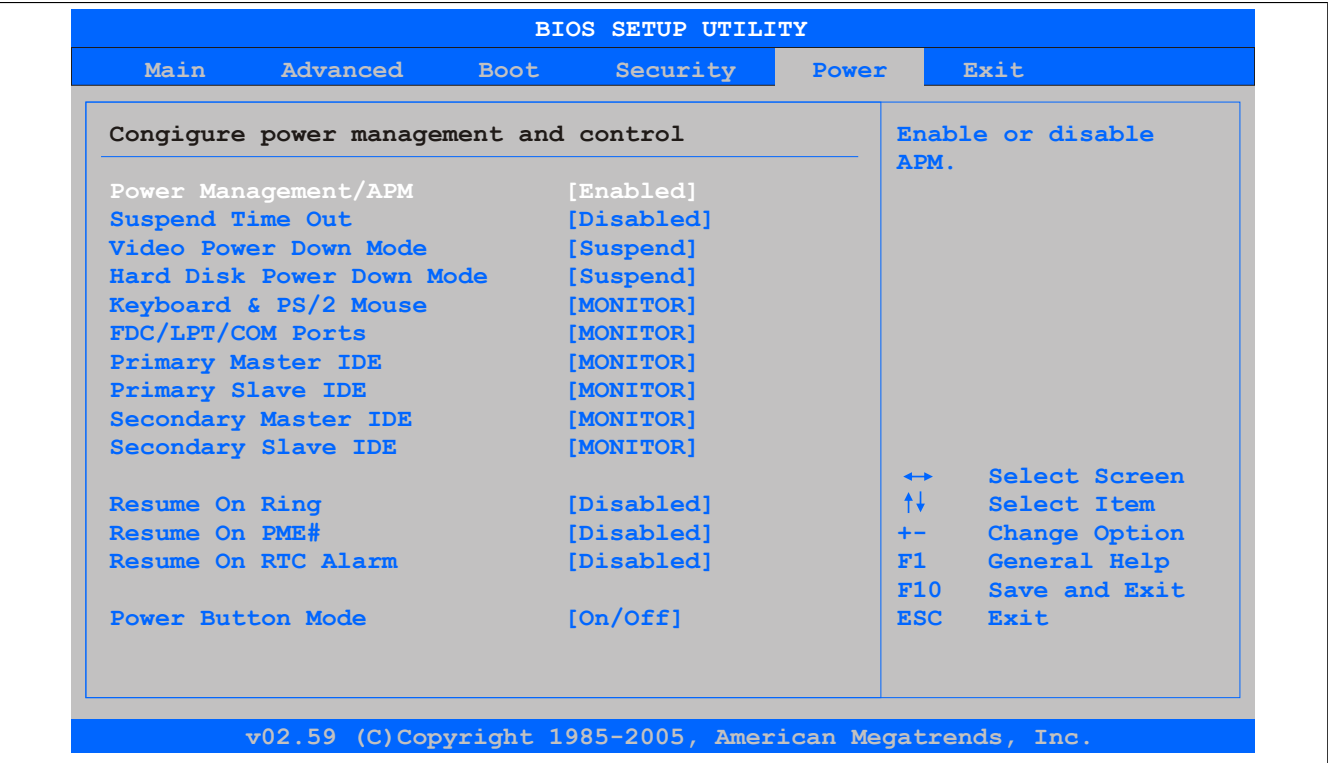 BIOS SETUP UTILITY
Main Advanced Boot Security Power Exit
Congigure power management and control
Power Management/APM [Enabled]
Suspend Time Out [Disabled]
Video Power Down Mode [Suspend]
Hard Disk Power Down Mode [Suspend]
Keyboard & PS/2 Mouse [MONITOR]
FDC/LPT/COM Ports [MONITOR]
Primary Master IDE [MONITOR]
Primary Slave IDE [MONITOR]
Secondary Master IDE [MONITOR]
Secondary Slave IDE [MONITOR]
Resume On Ring [Disabled]
Resume On PME# [Disabled]
Resume On RTC Alarm [Disabled]
Power Button Mode [On/Off]
Enable or disable
APM.
↔ Select Screen
↑↓ Select Item
+- Change Option
F1 General Help
F10 Save and Exit
ESC Exit
v02.59 (C)Copyright 1985-2005, American Megatrends, Inc.